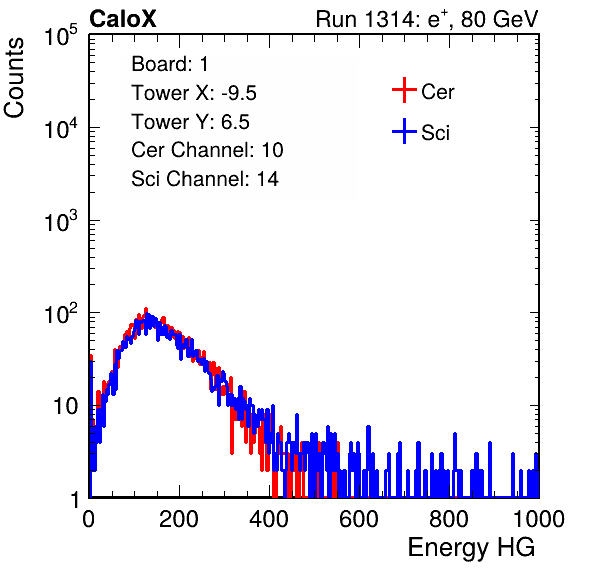 CaloX Run 1314: e⁺, 80 GeV
Counts
Board: 1
Tower X: -9.5
Tower Y: 6.5
Cer Channel: 10
Sci Channel: 14
Cer
Sci
10⁵
10⁴
10³
10²
10
1
0 200 400 600 800 1000
Energy HG